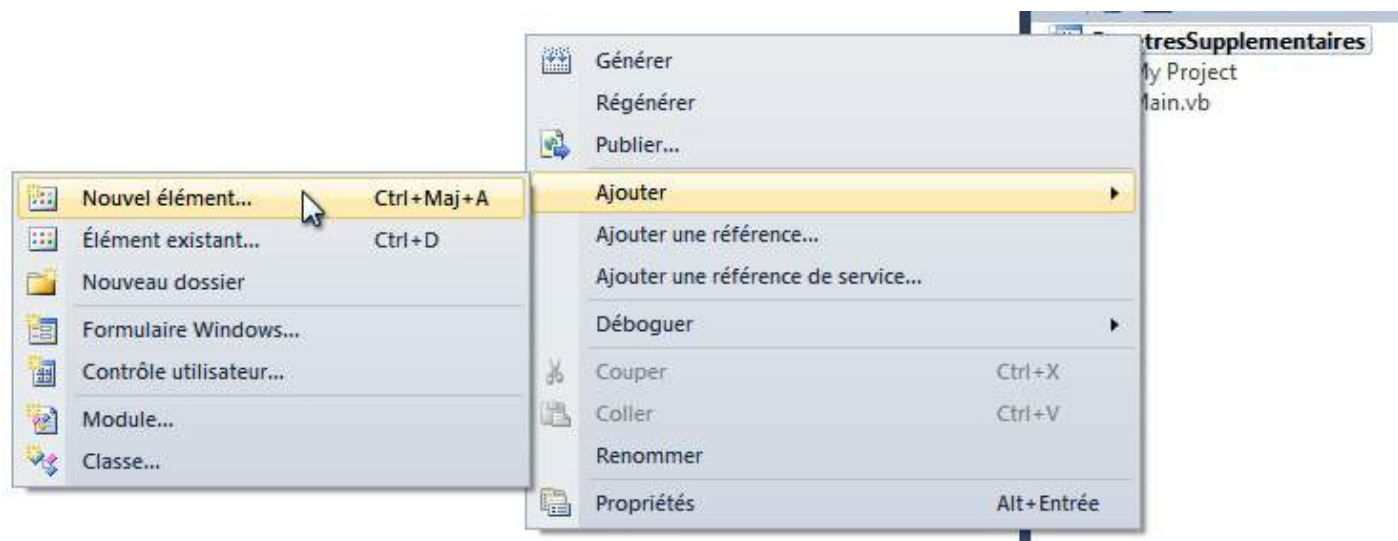 tresSupplementaires
My Project
Main.vb
Générer
Régénérer
Publier...
Ajouter
Ajouter une référence...
Ajouter une référence de service...
Déboguer
Couper Ctrl+X
Coller Ctrl+V
Renommer
Propriétés Alt+Entrée
Nouvel élément... Ctrl+Maj+A
Élément existant... Ctrl+D
Nouveau dossier
Formulaire Windows...
Contrôle utilisateur...
Module...
Classe...